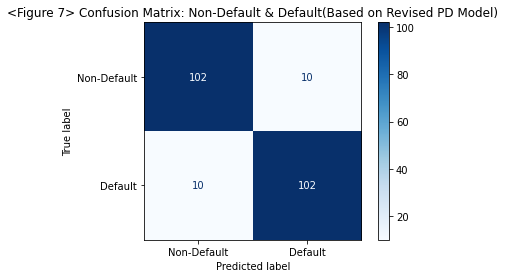 <Figure 7> Confusion Matrix: Non-Default & Default(Based on Revised PD Model)
True label
Non-Default
102
10
Default
10
102
Non-Default
Default
Predicted label
100
80
60
40
20